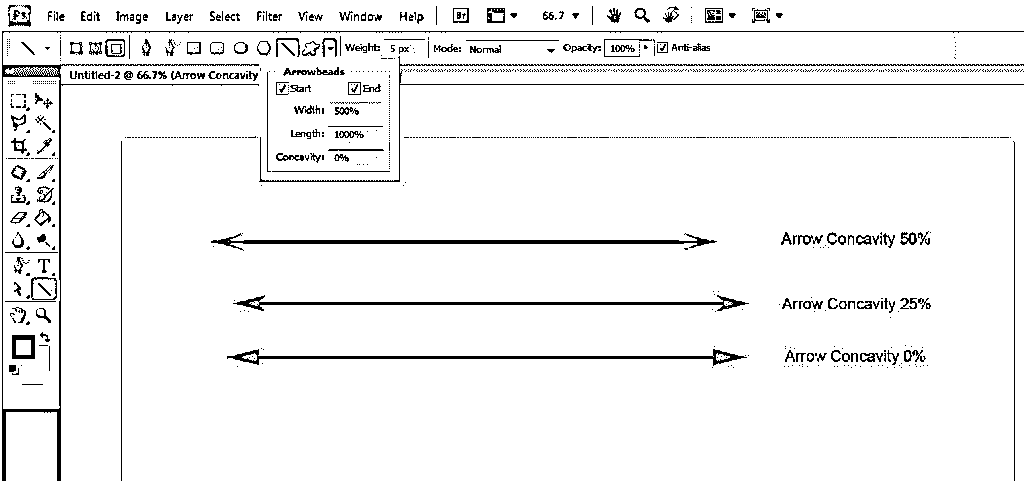 Ps File Edit Image Layer Select Filter View Window Help Br 66.7
Weight: 5 px Mode: Normal Opacity: 100% Anti-alias
Untitled-2 @ 66.7% (Arrow Concavity
Arrowheads
Start End
Width: 500%
Length: 1000%
Concavity: 0%
T
Arrow Concavity 50%
Arrow Concavity 25%
Arrow Concavity 0%